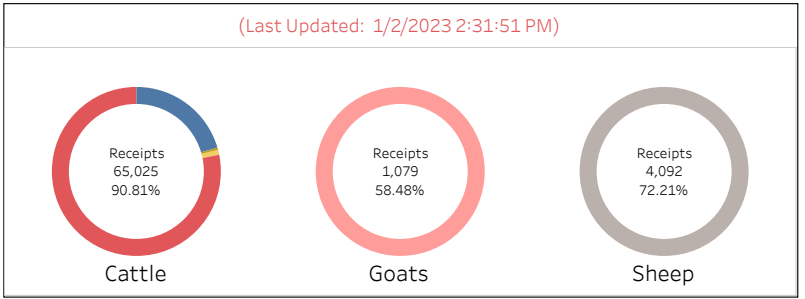 (Last Updated: 1/2/2023 2:31:51 PM)
Receipts
65,025
90.81%
Cattle
Receipts
1,079
58.48%
Goats
Receipts
4,092
72.21%
Sheep